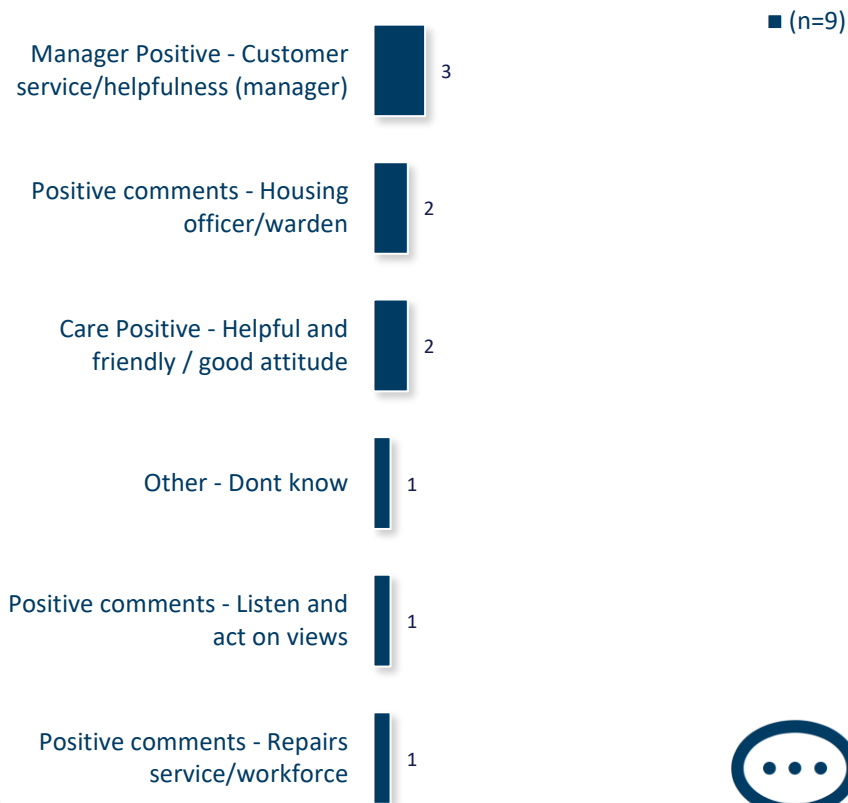 ■ (n=9)
Manager Positive - Customer
service/helpfulness (manager)
3
Positive comments - Housing
officer/warden
2
Care Positive - Helpful and
friendly / good attitude
2
Other - Dont know
1
Positive comments - Listen and
act on views
1
Positive comments - Repairs
service/workforce
1